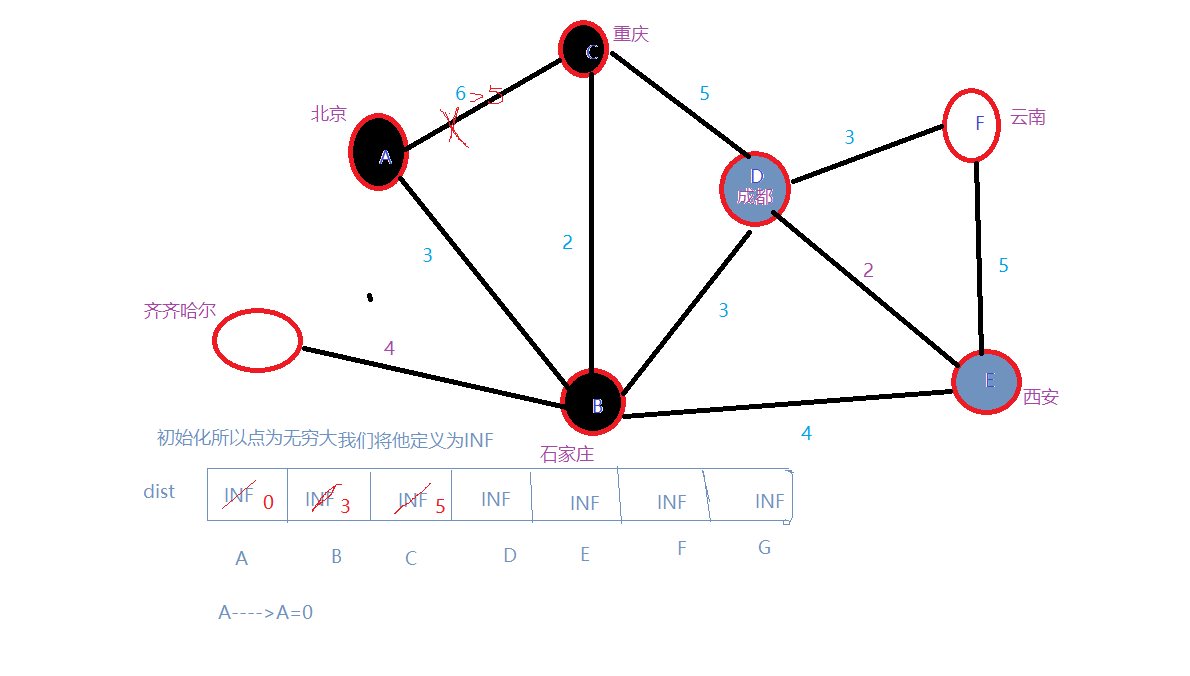 重庆
C
6->5
5
北京
A
3
F
云南
D
成都
3
2
3
2
5
齐齐哈尔
4
3
E
西安
B
4
初始化所以点为无穷大我们将他定义为INF
石家庄
dist
INF 0 INF 3 INF 5 INF INF INF INF
A B C D E F G
A---->A=0